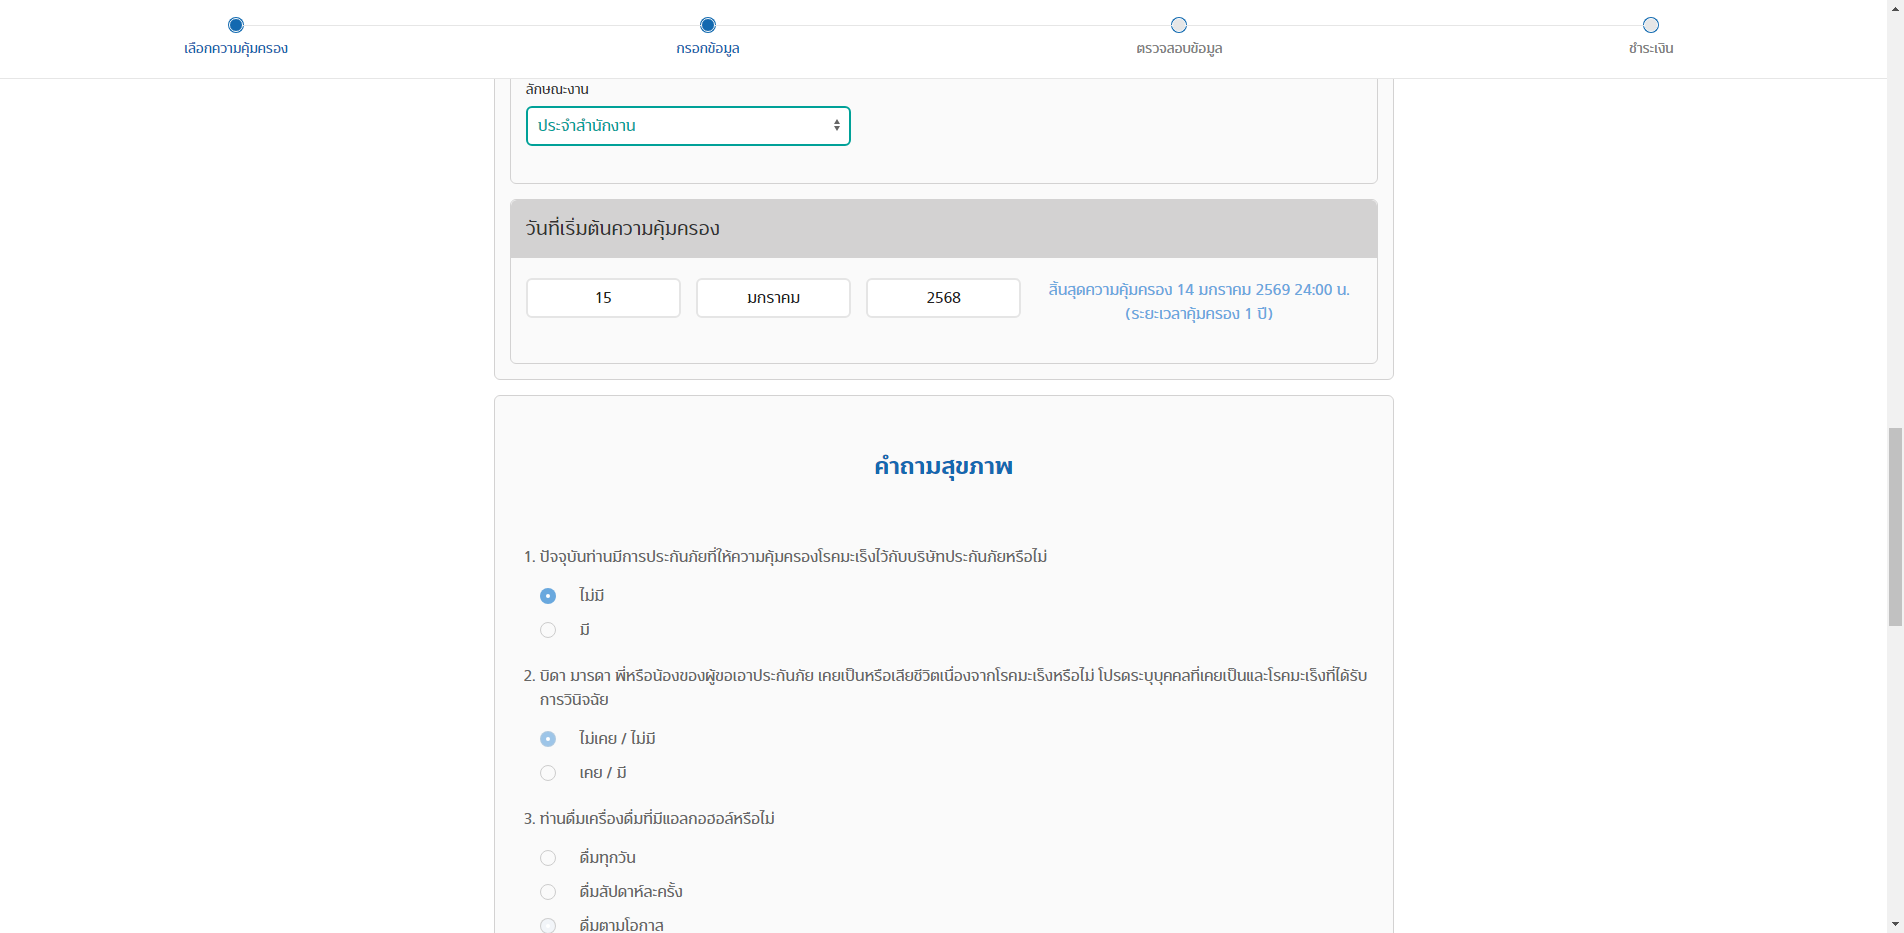 เลือกความคุ้มครอง
กรอกข้อมูล
ตรวจสอบข้อมูล
ชำระเงิน
ลักษณะงาน
ประจำสำนักงาน
วันที่เริ่มต้นความคุ้มครอง
15
มกราคม
2568
สิ้นสุดความคุ้มครอง 14 มกราคม 2569 24:00 น.
(ระยะเวลาคุ้มครอง 1 ปี)
คำถามสุขภาพ
1. ปัจจุบันท่านมีการประกันภัยที่ให้ความคุ้มครองโรคมะเร็งไว้กับบริษัทประกันภัยหรือไม่
ไม่มี
มี
2. บิดา มารดา พี่หรือน้องของผู้ขอเอาประกันภัย เคยเป็นหรือเสียชีวิตเนื่องจากโรคมะเร็งหรือไม่ โปรดระบุบุคคลที่เคยเป็นและโรคมะเร็งที่ได้รับ
การวินิจฉัย
ไม่เคย / ไม่มี
เคย / มี
3. ท่านดื่มเครื่องดื่มที่มีแอลกอฮอล์หรือไม่
ดื่มทุกวัน
ดื่มสัปดาห์ละครั้ง
ดื่มตามโอกาส